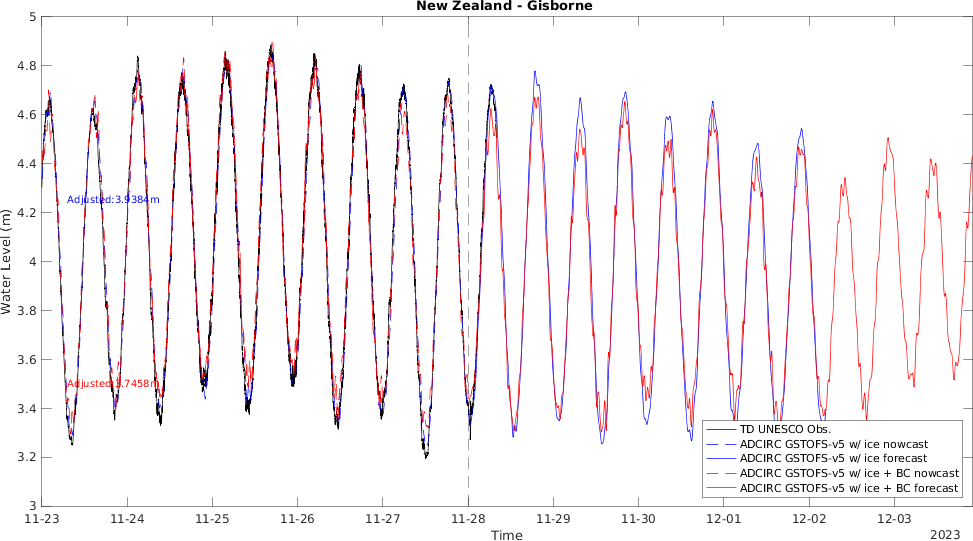 New Zealand - Gisborne
5
4.8
4.6
4.4
4.2
4
3.8
3.6
3.4
3.2
3
Water Level (m)
Adjusted:3.9384m
Adjusted:3.7458m
TD UNESCO Obs.
ADCIRC GSTOFS-v5 w/ ice nowcast
ADCIRC GSTOFS-v5 w/ ice forecast
ADCIRC GSTOFS-v5 w/ ice + BC nowcast
ADCIRC GSTOFS-v5 w/ ice + BC forecast
11-23 11-24 11-25 11-26 11-27 11-28 11-29 11-30 12-01 12-02 12-03
Time
2023